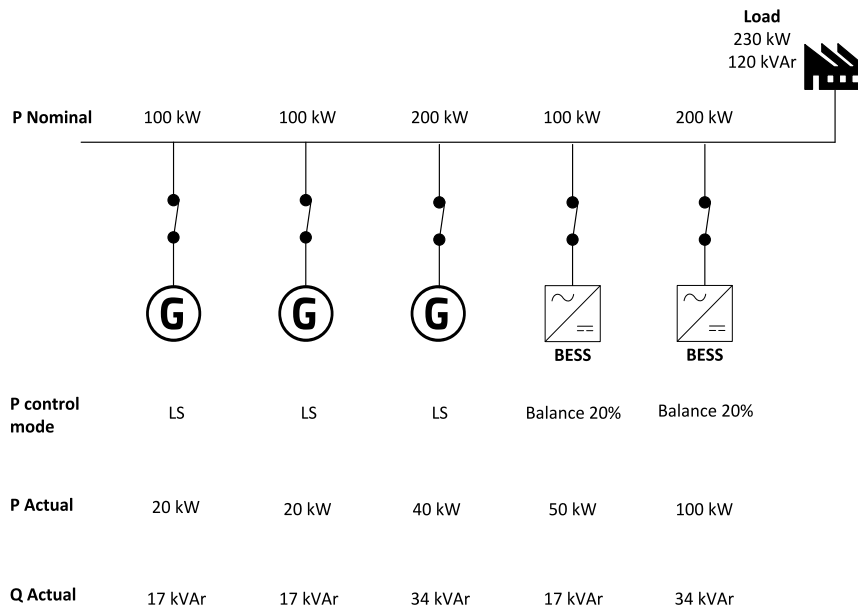 Load
230 kW
120 kVAr
P Nominal 100 kW 100 kW 200 kW 100 kW 200 kW
G G G
BESS BESS
P control
mode LS LS LS Balance 20% Balance 20%
P Actual 20 kW 20 kW 40 kW 50 kW 100 kW
Q Actual 17 kVAr 17 kVAr 34 kVAr 17 kVAr 34 kVAr